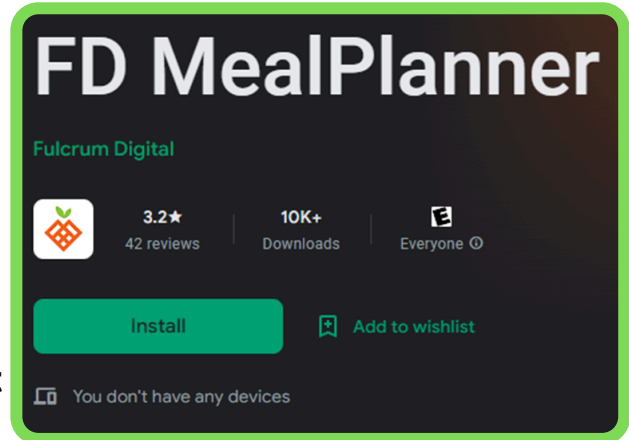 FD MealPlanner
Fulcrum Digital
3.2★ 10K+ E
42 reviews Downloads Everyone
Install Add to wishlist
You don't have any devices